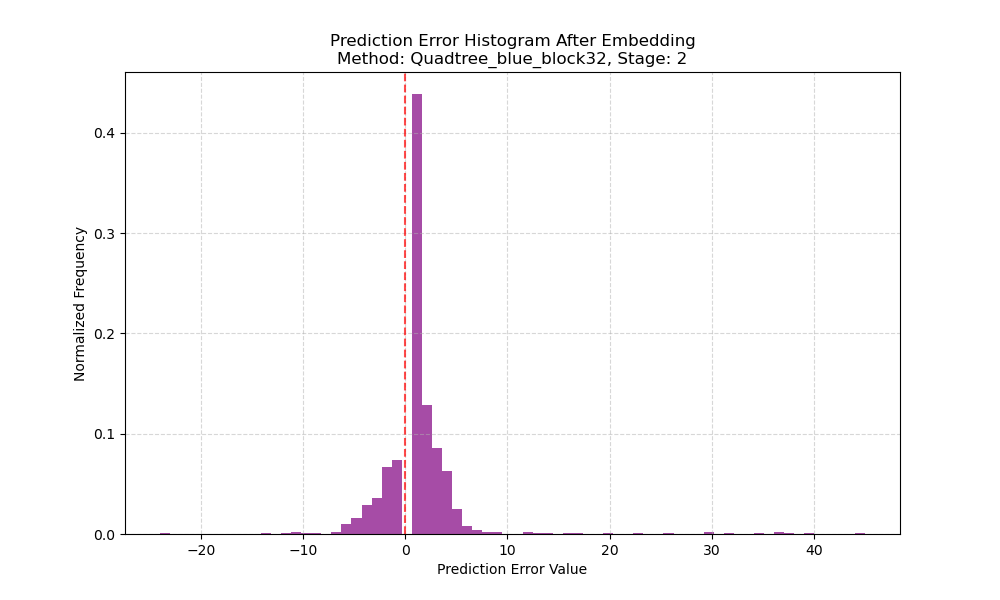 Prediction Error Histogram After Embedding
Method: Quadtree_blue_block32, Stage: 2
Normalized Frequency
0.4
0.3
0.2
0.1
0.0
−20 −10 0 10 20 30 40
Prediction Error Value